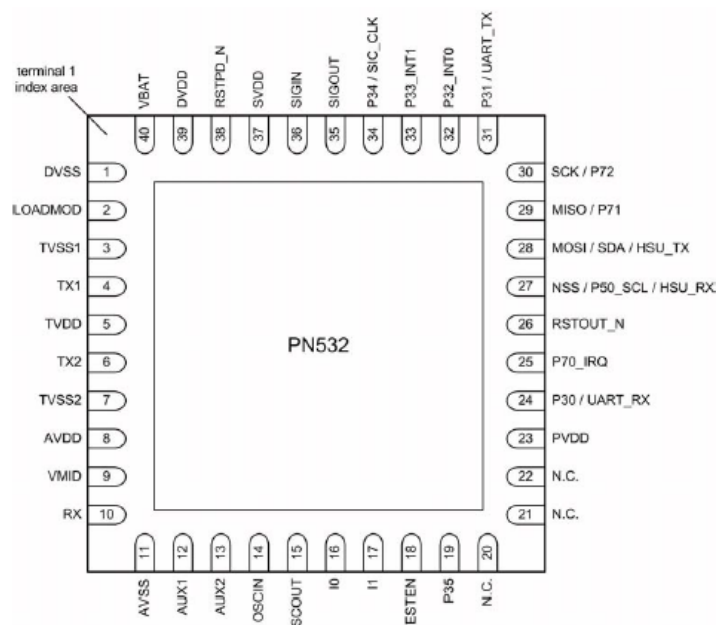 terminal 1
index area
VBAT
DVDD
RSTPD_N
SVDD
SIGIN
SIGOUT
P34 / SIC_CLK
P33_INT1
P32_INT0
P31 / UART_TX
40 39 38 37 36 35 34 33 32 31
DVSS 1
LOADMOD 2
TVSS1 3
TX1 4
TVDD 5
TX2 6
TVSS2 7
AVDD 8
VMID 9
RX 10
PN532
30 SCK / P72
29 MISO / P71
28 MOSI / SDA / HSU_TX
27 NSS / P50_SCL / HSU_RX
26 RSTOUT_N
25 P70_IRQ
24 P30 / UART_RX
23 PVDD
22 N.C.
21 N.C.
11 12 13 14 15 16 17 18 19 20
AVSS
AUX1
AUX2
OSCIN
SCOUT
I0
I1
ESTEN
P35
N.C.